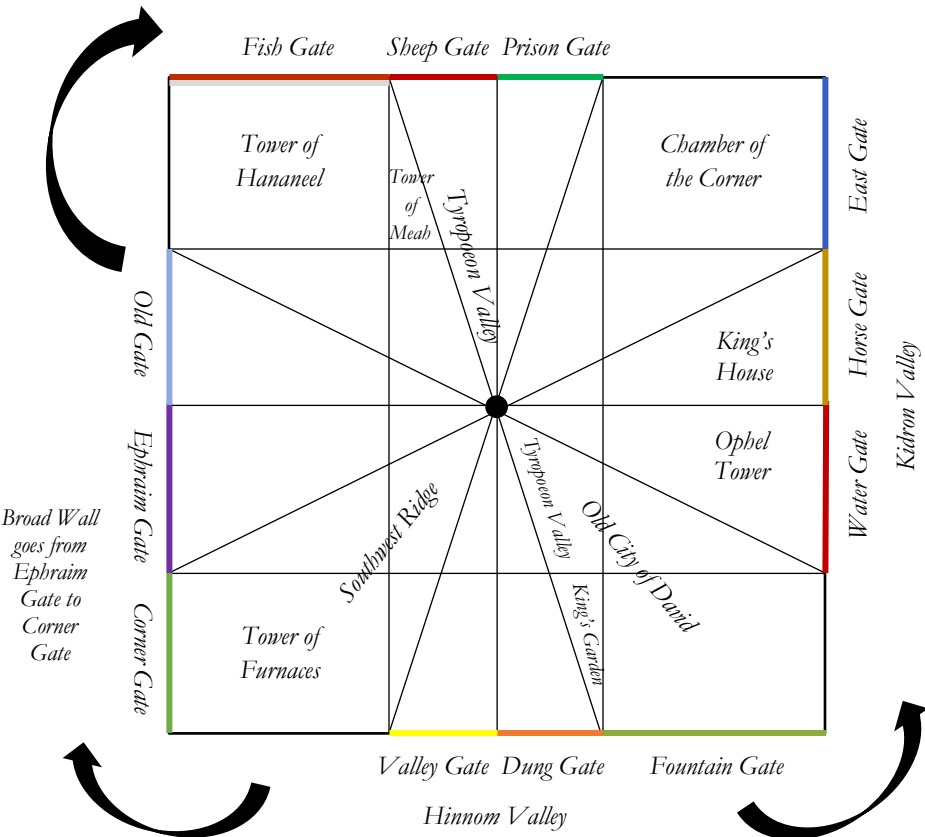 Fish Gate
Sheep Gate
Prison Gate
Tower of
Hananeel
Tower
of
Meah
Tyropoeon Valley
Chamber of
the Corner
East Gate
Old Gate
King's
House
Horse Gate
Kidron Valley
Ephraim Gate
Ophel
Tower
Water Gate
Broad Wall
goes from
Ephraim
Gate to
Corner
Gate
Southwest Ridge
Tyropoeon Valley
Old City of David
Corner Gate
Tower of
Furnaces
King's Garden
Valley Gate
Dung Gate
Fountain Gate
Hinnom Valley